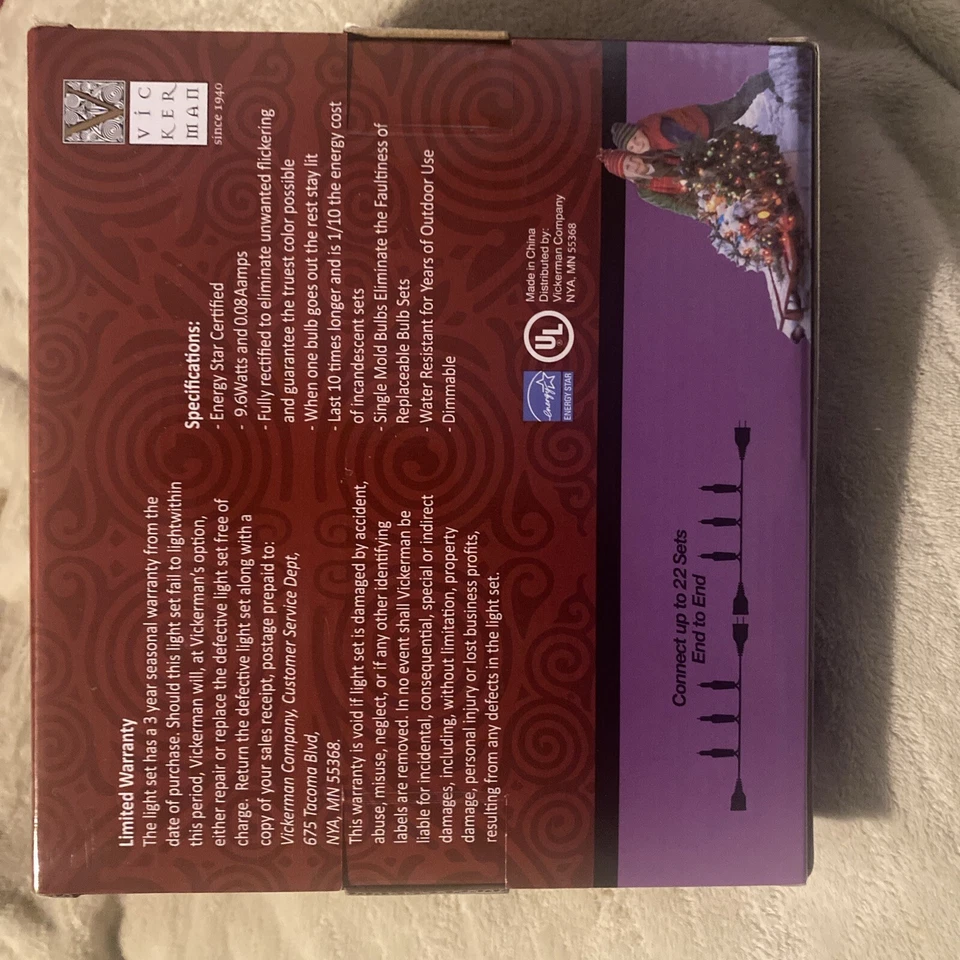 VICKERMAN
since 1940
Limited Warranty
The light set has a 3 year seasonal warranty from the
date of purchase. Should this light set fail to lightwithin
this period, Vickerman will, at Vickerman's option,
either repair or replace the defective light set free of
charge. Return the defective light set along with a
copy of your sales receipt, postage prepaid to:
Vickerman Company, Customer Service Dept,
675 Tacoma Blvd,
NYA, MN 55368.
This warranty is void if light set is damaged by accident,
abuse, misuse, neglect, or if any other identifying
labels are removed. In no event shall Vickerman be
liable for incidental, consequential, special or indirect
damages, including, without limitation, property
damage, personal injury or lost business profits,
resulting from any defects in the light set.
Specifications:
- Energy Star Certified
- 9.6Watts and 0.08Aamps
- Fully rectified to eliminate unwanted flickering
and guarantee the truest color possible
- When one bulb goes out the rest stay lit
- Last 10 times longer and is 1/10 the energy cost
of incandescent sets
- Single Mold Bulbs Eliminate the Faultiness of
Replaceable Bulb Sets
- Water Resistant for Years of Outdoor Use
- Dimmable
energy
ENERGY STAR
UL
®
Made in China
Distributed by:
Vickerman Company
NYA, MN 55368
Connect up to 22 Sets
End to End